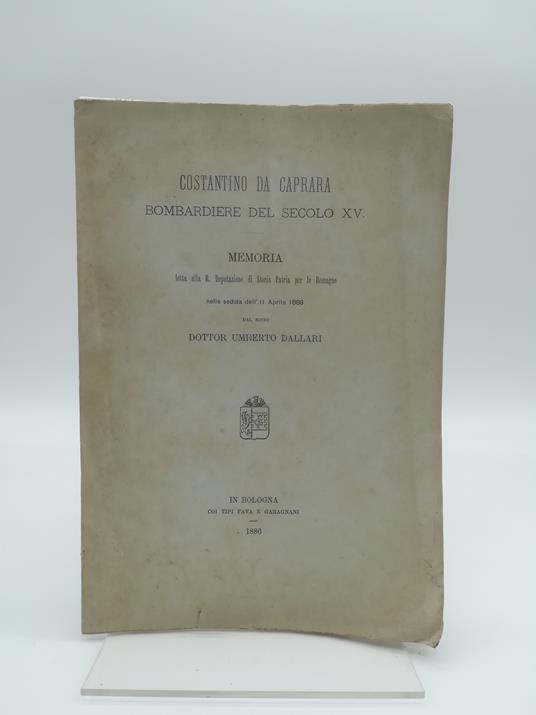 COSTANTINO DA CAPRARA
BOMBARDIERE DEL SECOLO XV.
MEMORIA
letta alla R. Deputazione di Storia Patria per le Romagne
nella seduta dell' 11 Aprile 1886
DAL SOCIO
DOTTOR UMBERTO DALLARI
IN BOLOGNA
COI TIPI FAVA E GARAGNANI
1886